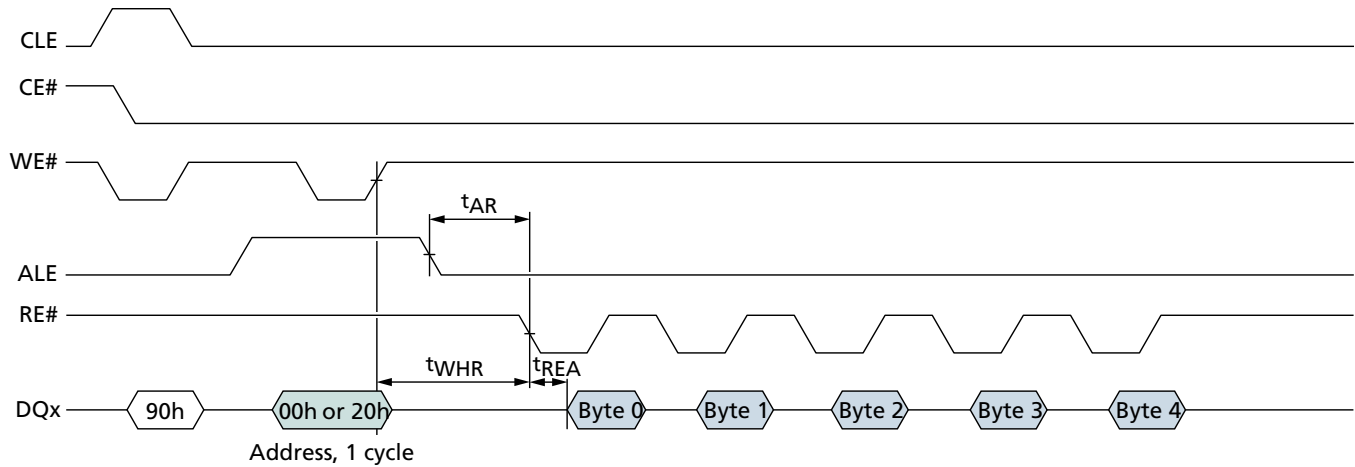 CLE
CE#
WE#
tAR
ALE
RE#
tWHR tREA
DQx 90h 00h or 20h Byte 0 Byte 1 Byte 2 Byte 3 Byte 4
Address, 1 cycle